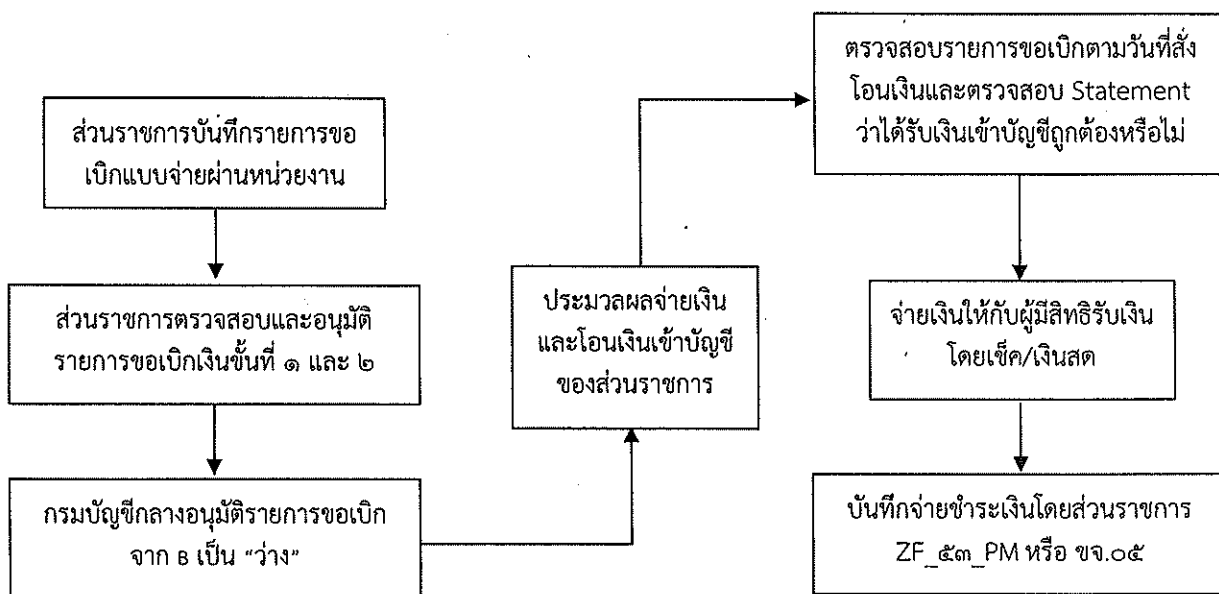 ส่วนราชการบันทึกรายการขอ
เบิกแบบจ่ายผ่านหน่วยงาน
ส่วนราชการตรวจสอบและอนุมัติ
รายการขอเบิกเงินขั้นที่ ๑ และ ๒
กรมบัญชีกลางอนุมัติรายการขอเบิก
จาก B เป็น “ว่าง”
ประมวลผลจ่ายเงิน
และโอนเงินเข้าบัญชี
ของส่วนราชการ
ตรวจสอบรายการขอเบิกตามวันที่สั่ง
โอนเงินและตรวจสอบ Statement
ว่าได้รับเงินเข้าบัญชีถูกต้องหรือไม่
จ่ายเงินให้กับผู้มีสิทธิรับเงิน
โดยเช็ค/เงินสด
บันทึกจ่ายชำระเงินโดยส่วนราชการ
ZF_๕๓_PM หรือ ขจ.๐๕